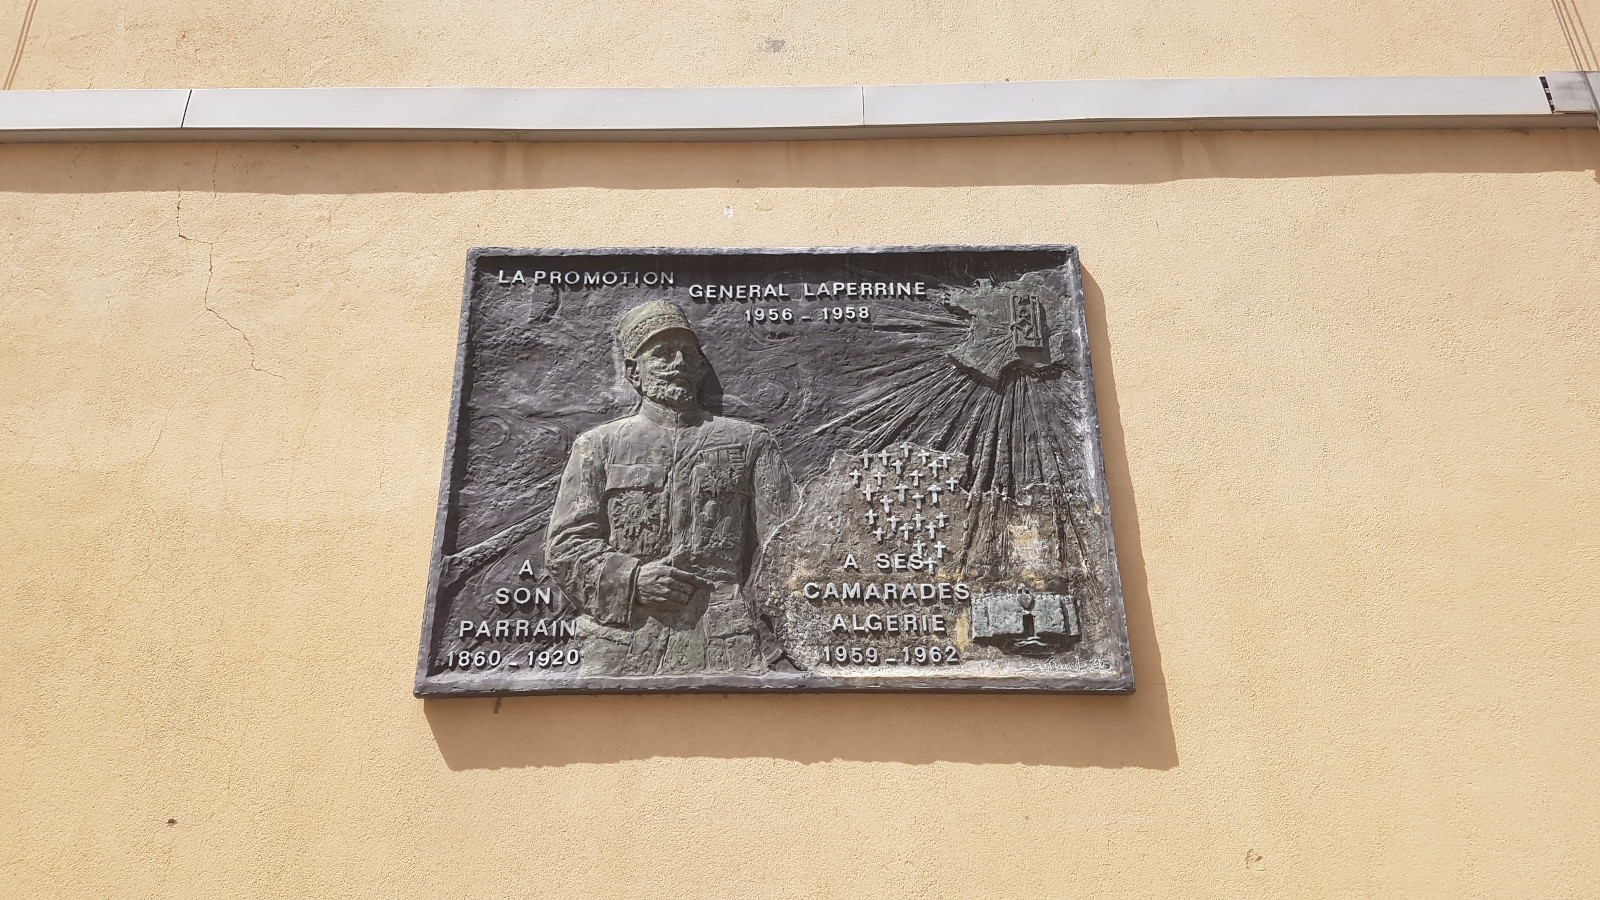 LA PROMOTION GENERAL LAPERRINE
1956 - 1958
A
SON
PARRAIN
1860 - 1920
A SES
CAMARADES
ALGERIE
1959 - 1962